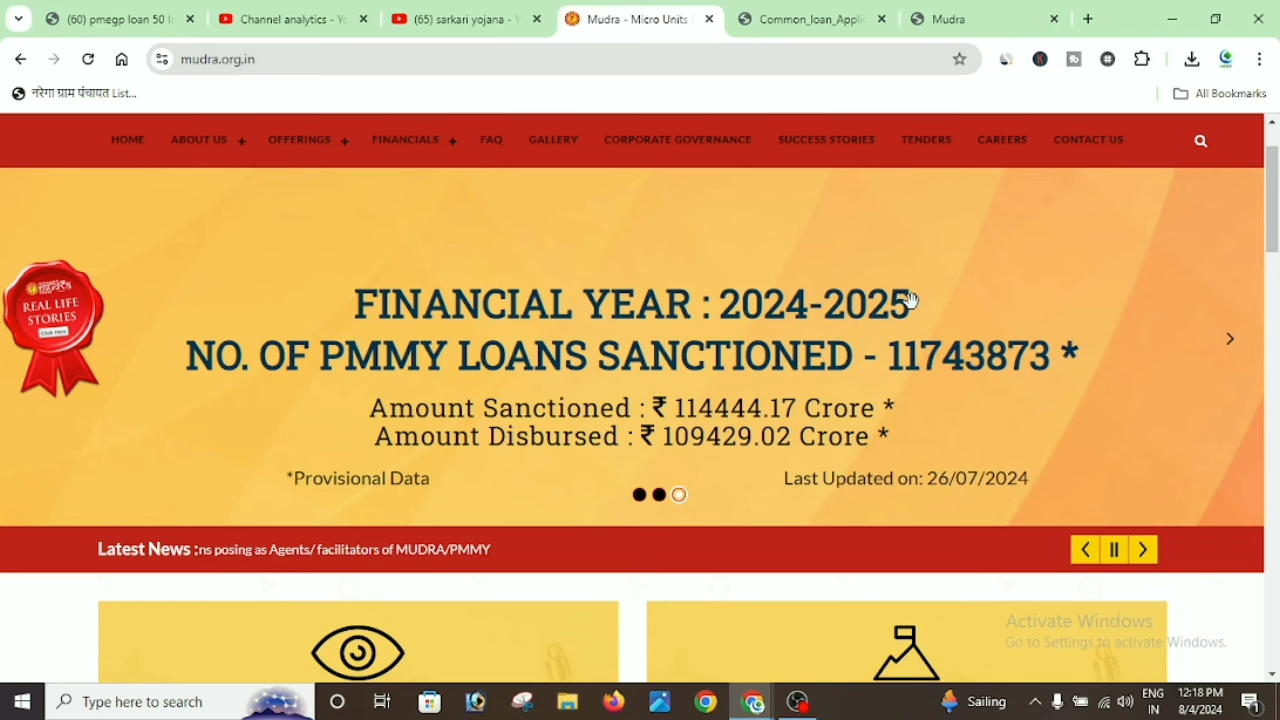 (60) pmegp loan 50 l
Channel analytics - Yo
(65) sarkari yojana - Y
Mudra - Micro Units
Common_loan_Applic
Mudra
mudra.org.in
नरेगा ग्राम पंचायत List...
All Bookmarks
HOME ABOUT US + OFFERINGS + FINANCIALS + FAQ GALLERY CORPORATE GOVERNANCE SUCCESS STORIES TENDERS CAREERS CONTACT US
REAL LIFE
STORIES
Click Here
FINANCIAL YEAR : 2024-2025
NO. OF PMMY LOANS SANCTIONED - 11743873 *
Amount Sanctioned : ₹ 114444.17 Crore *
Amount Disbursed : ₹ 109429.02 Crore *
*Provisional Data Last Updated on: 26/07/2024
Latest News : ns posing as Agents/ facilitators of MUDRA/PMMY
Activate Windows
Go to Settings to activate Windows.
Type here to search
Sailing
ENG
IN
12:18 PM
8/4/2024